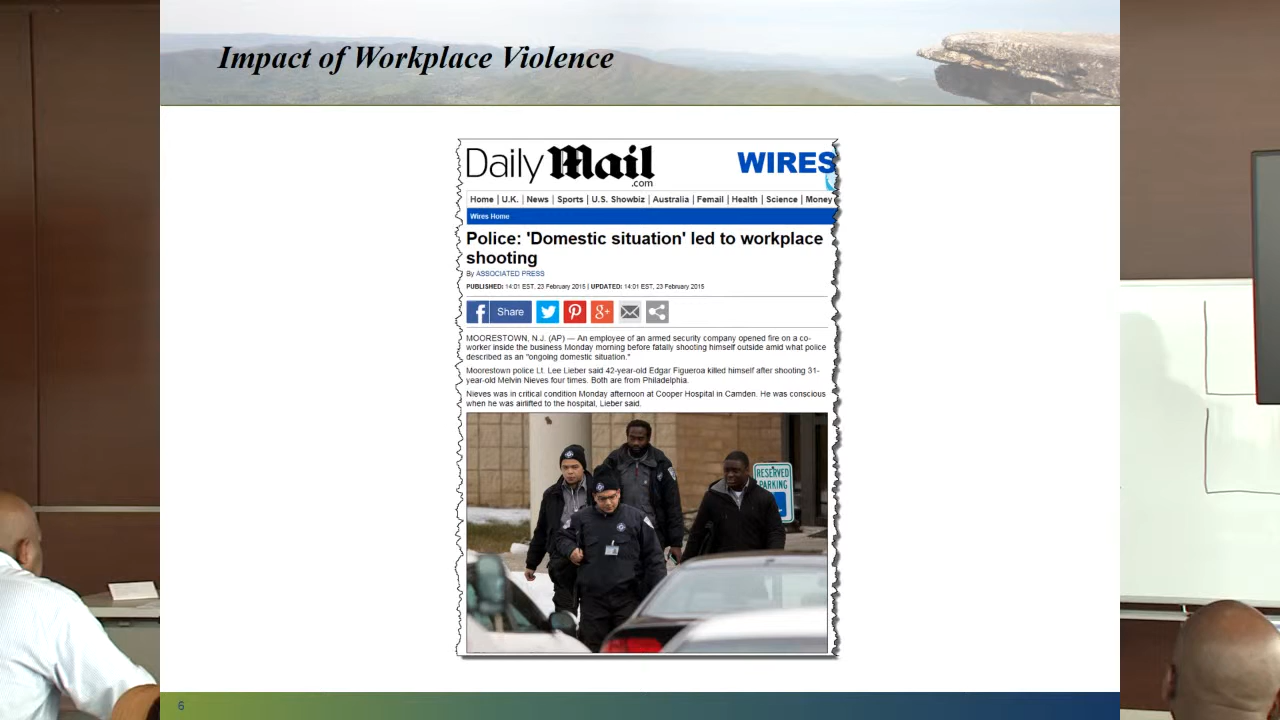 Impact of Workplace Violence
Daily Mail
.com
WIRES
Home | U.K. | News | Sports | U.S. Showbiz | Australia | Femail | Health | Science | Money
Wires Home
Police: 'Domestic situation' led to workplace
shooting
By ASSOCIATED PRESS
PUBLISHED: 14:01 EST, 23 February 2015 | UPDATED: 14:01 EST, 23 February 2015
f Share
g+
MOORESTOWN, N.J. (AP) — An employee of an armed security company opened fire on a co-
worker inside the business Monday morning before fatally shooting himself outside amid what police
described as an "ongoing domestic situation."
Moorestown police Lt. Lee Lieber said 42-year-old Edgar Figueroa killed himself after shooting 31-
year-old Melvin Nieves four times. Both are from Philadelphia.
Nieves was in critical condition Monday afternoon at Cooper Hospital in Camden. He was conscious
when he was airlifted to the hospital, Lieber said.
RESERVED
PARKING
6